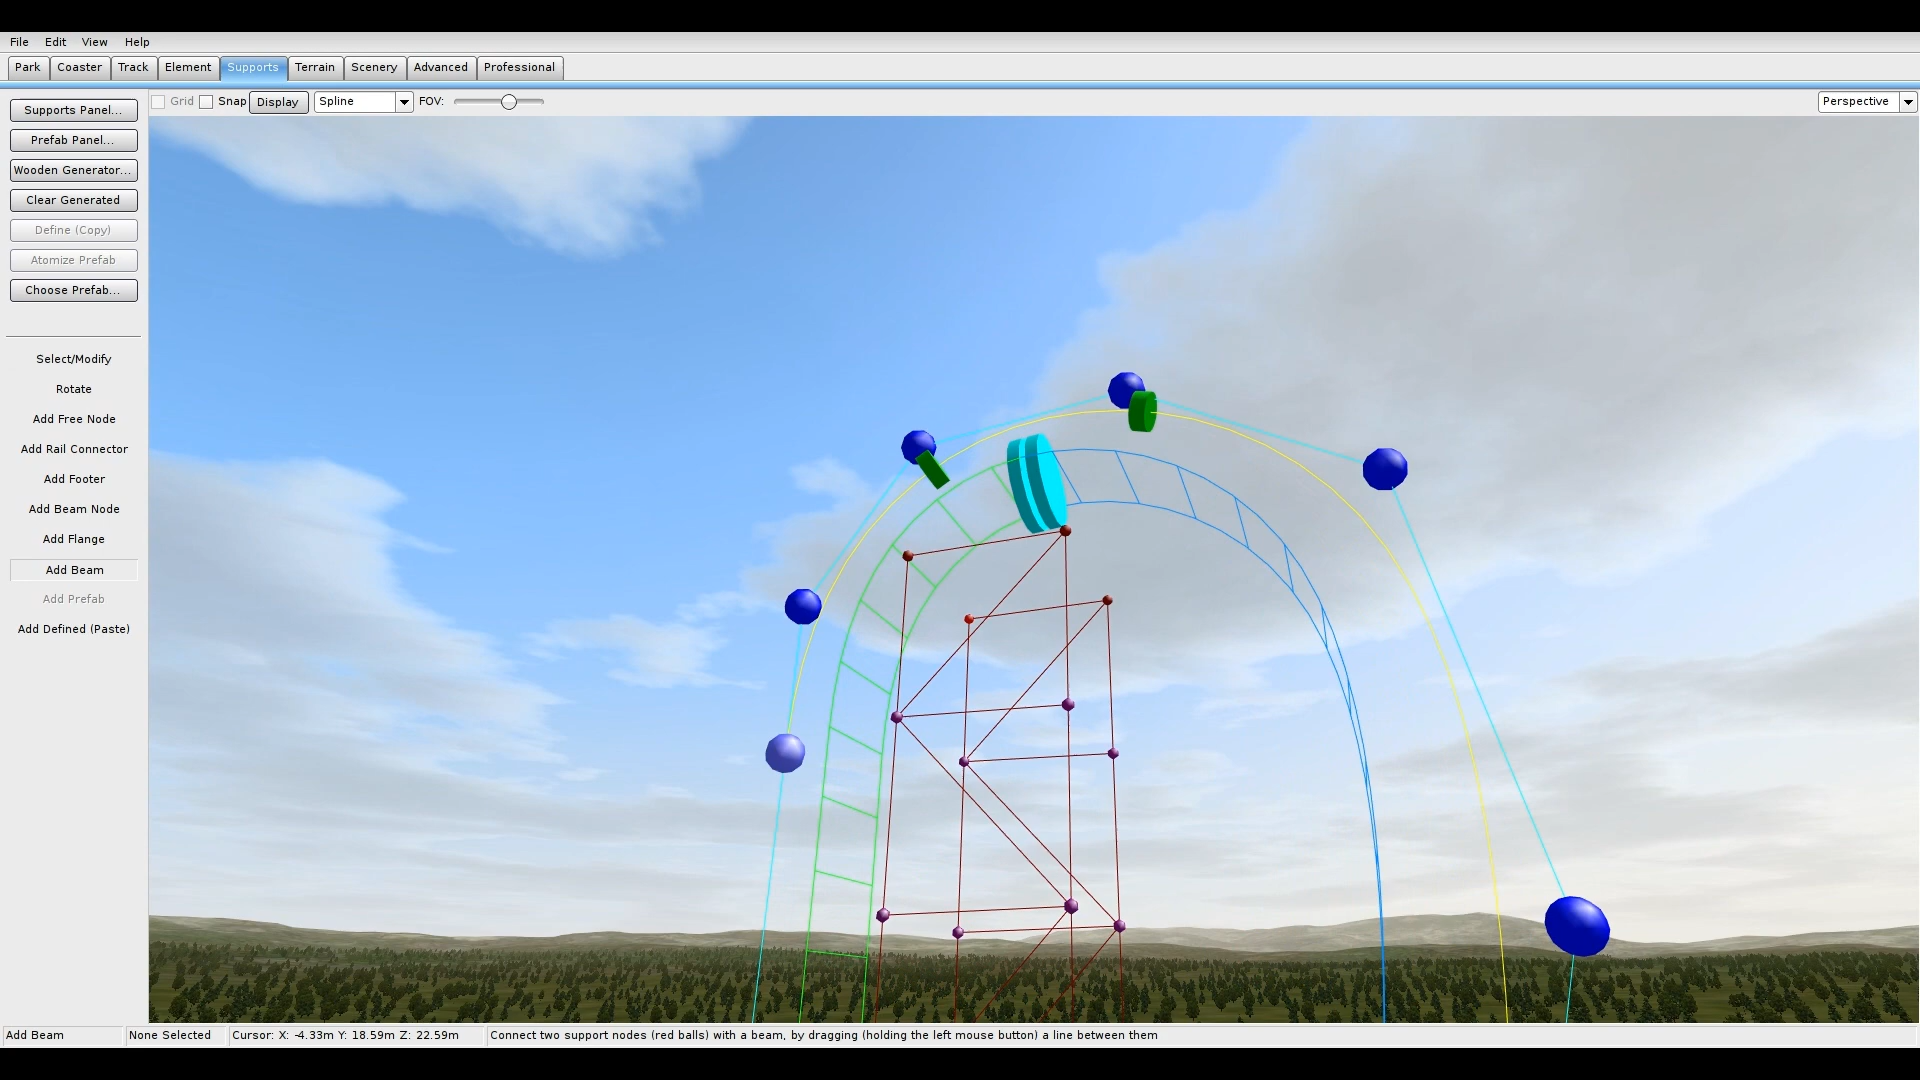 File Edit View Help
Park Coaster Track Element Supports Terrain Scenery Advanced Professional
Grid Snap Display Spline FOV: Perspective
Supports Panel...
Prefab Panel...
Wooden Generator...
Clear Generated
Define (Copy)
Atomize Prefab
Choose Prefab...
Select/Modify
Rotate
Add Free Node
Add Rail Connector
Add Footer
Add Beam Node
Add Flange
Add Beam
Add Prefab
Add Defined (Paste)
Add Beam None Selected Cursor: X: -4.33m Y: 18.59m Z: 22.59m Connect two support nodes (red balls) with a beam, by dragging (holding the left mouse button) a line between them